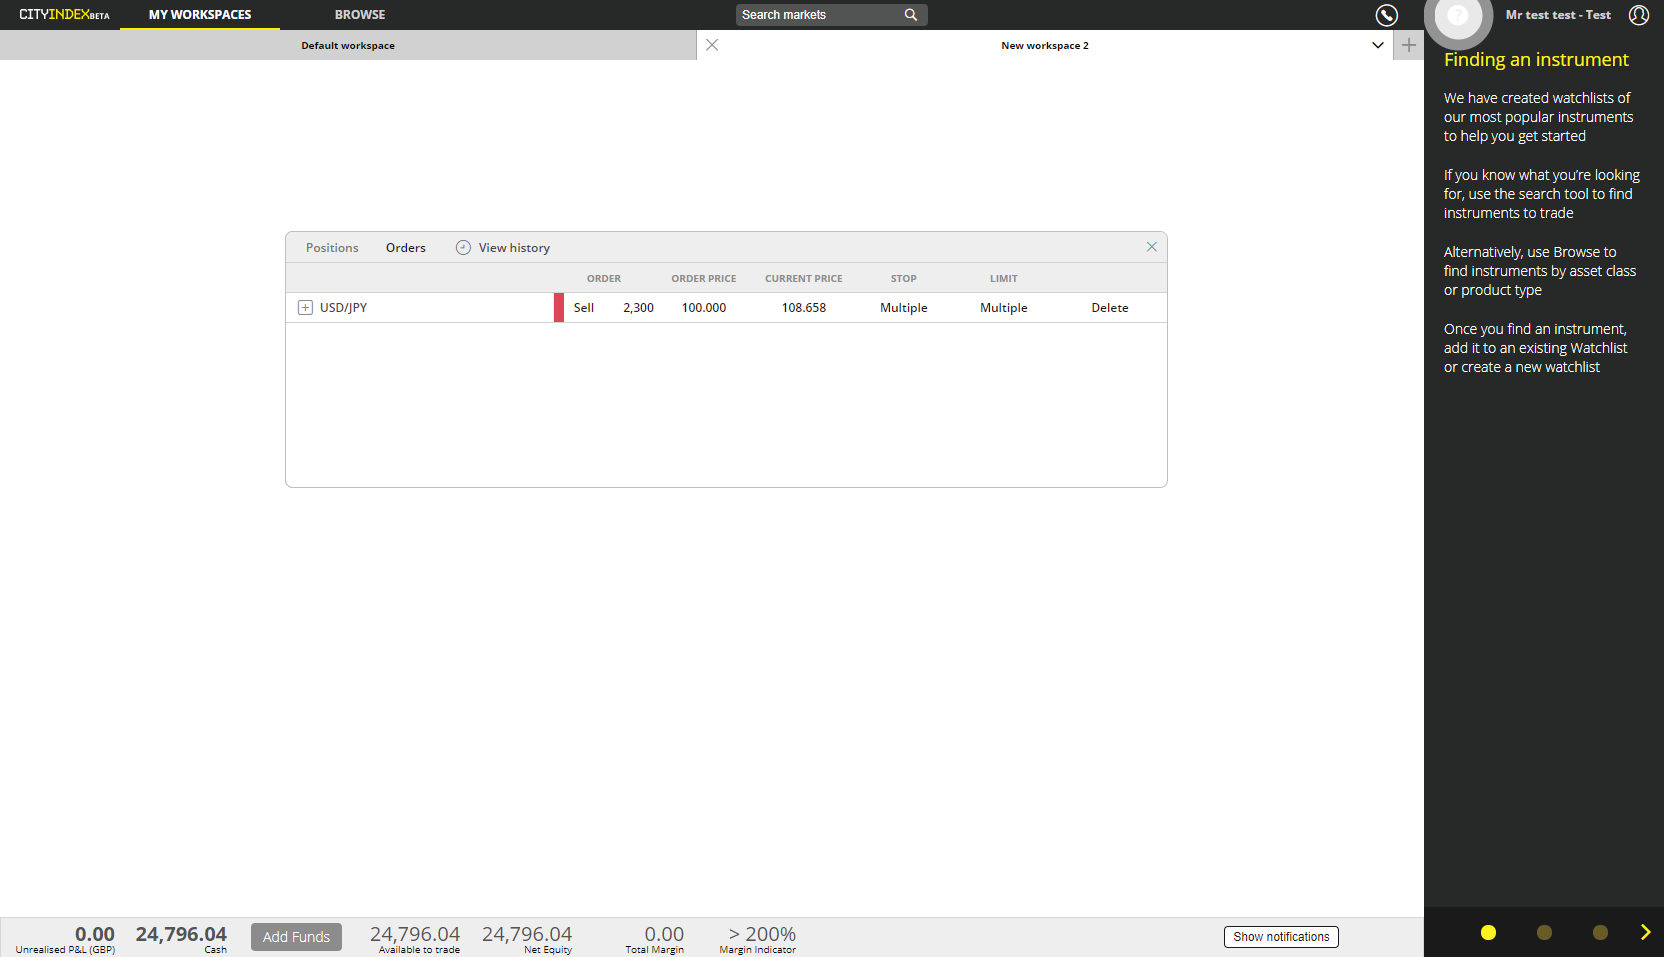 CITYINDEXBETA MY WORKSPACES BROWSE Search markets ? Mr test test - Test
Default workspace New workspace 2
Positions Orders View history
ORDER ORDER PRICE CURRENT PRICE STOP LIMIT
USD/JPY Sell 2,300 100.000 108.658 Multiple Multiple Delete
Finding an instrument
We have created watchlists of
our most popular instruments
to help you get started
If you know what you're looking
for, use the search tool to find
instruments to trade
Alternatively, use Browse to
find instruments by asset class
or product type
Once you find an instrument,
add it to an existing Watchlist
or create a new watchlist
0.00 24,796.04 Add Funds 24,796.04 24,796.04 0.00 > 200% Show notifications
Unrealised P&L (GBP) Cash Available to trade Net Equity Total Margin Margin Indicator